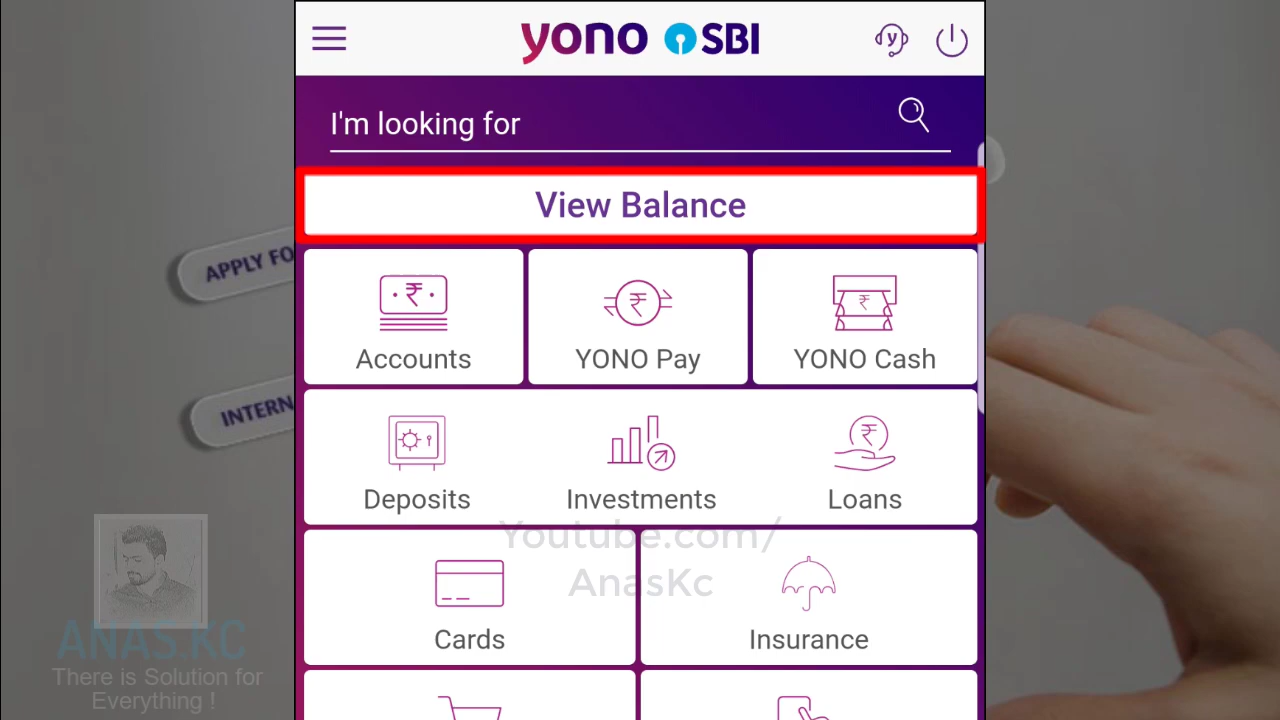 yono SBI
I'm looking for
View Balance
APPLY FO
Accounts
YONO Pay
YONO Cash
INTERN
Deposits
Investments
Loans
Youtube.com/
AnasKc
Cards
Insurance
ANAS KC
There is Solution for
Everything !